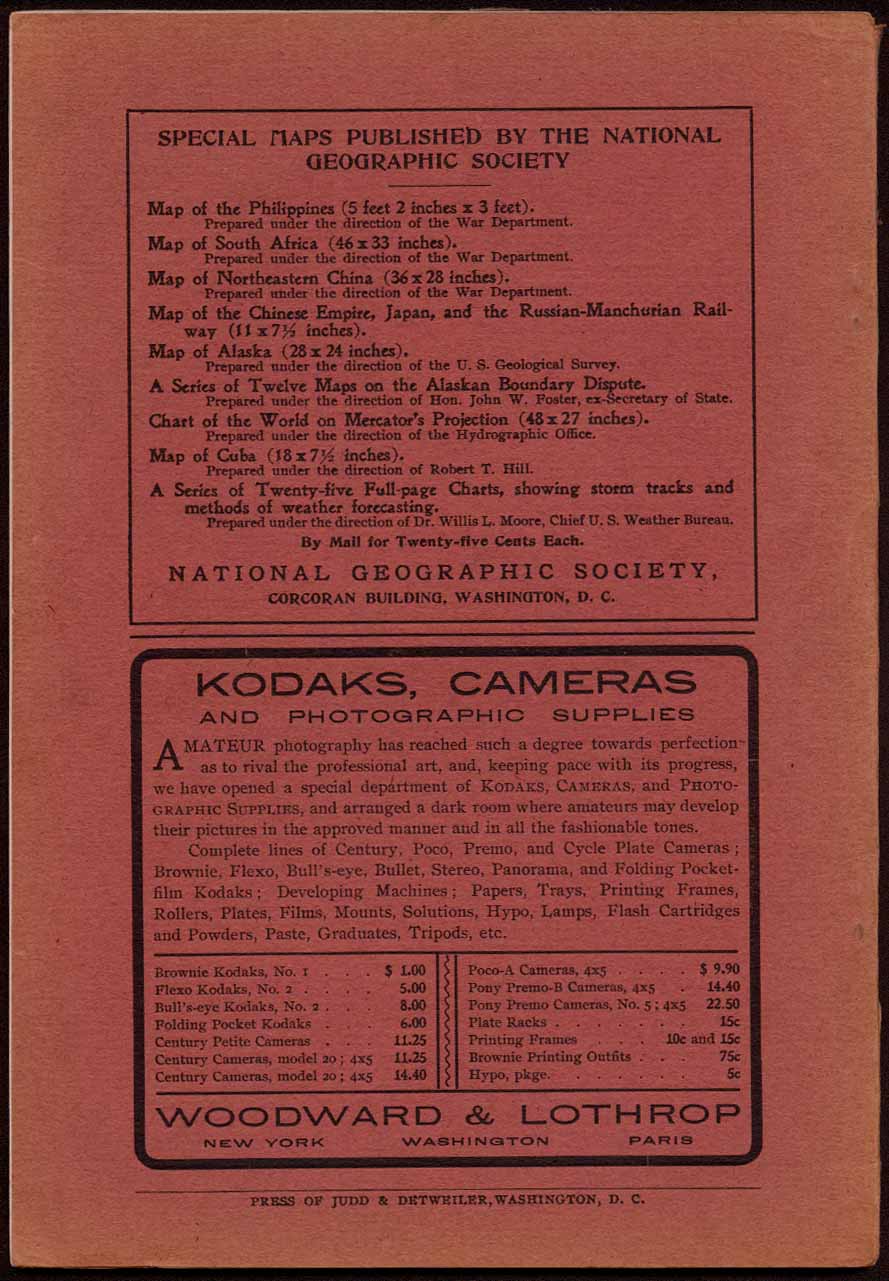 SPECIAL MAPS PUBLISHED BY THE NATIONAL
GEOGRAPHIC SOCIETY
Map of the Philippines (5 feet 2 inches x 3 feet).
Prepared under the direction of the War Department.
Map of South Africa (46 x 33 inches).
Prepared under the direction of the War Department.
Map of Northeastern China (36 x 28 inches).
Prepared under the direction of the War Department.
Map of the Chinese Empire, Japan, and the Russian-Manchurian Rail-
way (11 x 7½ inches).
Map of Alaska (28 x 24 inches).
Prepared under the direction of the U. S. Geological Survey.
A Series of Twelve Maps on the Alaskan Boundary Dispute.
Prepared under the direction of Hon. John W. Foster, ex-Secretary of State.
Chart of the World on Mercator's Projection (48 x 27 inches).
Prepared under the direction of the Hydrographic Office.
Map of Cuba (18 x 7½ inches).
Prepared under the direction of Robert T. Hill.
A Series of Twenty-five Full-page Charts, showing storm tracks and
methods of weather forecasting.
Prepared under the direction of Dr. Willis L. Moore, Chief U. S. Weather Bureau.
By Mail for Twenty-five Cents Each.
NATIONAL GEOGRAPHIC SOCIETY,
CORCORAN BUILDING, WASHINGTON, D. C.
KODAKS, CAMERAS
AND PHOTOGRAPHIC SUPPLIES
AMATEUR photography has reached such a degree towards perfection
as to rival the professional art, and, keeping pace with its progress,
we have opened a special department of KODAKS, CAMERAS, and PHOTO-
GRAPHIC SUPPLIES, and arranged a dark room where amateurs may develop
their pictures in the approved manner and in all the fashionable tones.
Complete lines of Century, Poco, Premo, and Cycle Plate Cameras ;
Brownie, Flexo, Bull's-eye, Bullet, Stereo, Panorama, and Folding Pocket-
film Kodaks ; Developing Machines ; Papers, Trays, Printing Frames,
Rollers, Plates, Films, Mounts, Solutions, Hypo, Lamps, Flash Cartridges
and Powders, Paste, Graduates, Tripods, etc.
Brownie Kodaks, No. 1 . . . $ 1.00
Flexo Kodaks, No. 2 . . . . 5.00
Bull's-eye Kodaks, No. 2 . . . 8.00
Folding Pocket Kodaks . . . 6.00
Century Petite Cameras . . . 11.25
Century Cameras, model 20 ; 4x5 11.25
Century Cameras, model 20 ; 4x5 14.40
Poco-A Cameras, 4x5 . . . . $ 9.90
Pony Premo-B Cameras, 4x5 . 14.40
Pony Premo Cameras, No. 5 ; 4x5 22.50
Plate Racks . . . . . . . 15c
Printing Frames . . . 10c and 15c
Brownie Printing Outfits . . . 75c
Hypo, pkge. . . . . . . 5c
WOODWARD & LOTHROP
NEW YORK WASHINGTON PARIS
PRESS OF JUDD & DETWEILER, WASHINGTON, D. C.